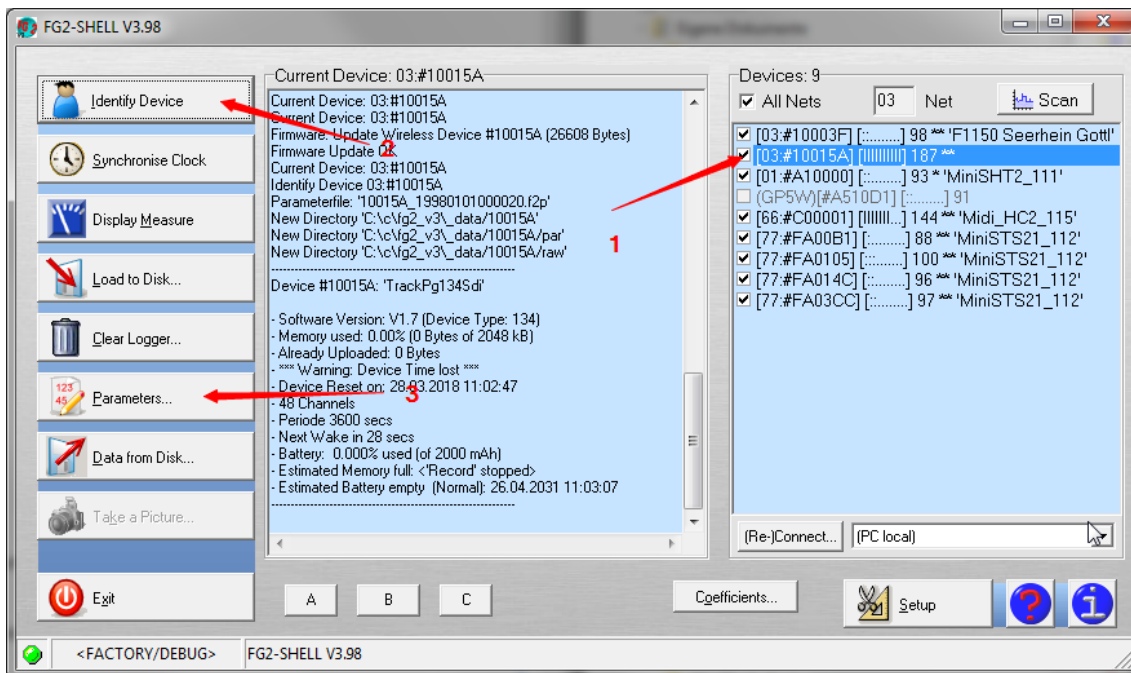 FG2-SHELL V3.98
Identify Device
Synchronise Clock
Display Measure
Load to Disk...
Clear Logger...
123
45
Parameters...
Data from Disk...
Take a Picture...
Exit
Current Device: 03:#10015A
Current Device: 03:#10015A
Current Device: 03:#10015A
Firmware: Update Wireless Device #10015A (26608 Bytes)
Firmware Update OK
Current Device: 03:#10015A
Identify Device 03:#10015A
Parameterfile: '10015A_19980101000020.f2p'
New Directory 'C:\c\fg2_v3\_data/10015A'
New Directory 'C:\c\fg2_v3\_data/10015A/par'
New Directory 'C:\c\fg2_v3\_data/10015A/raw'
Device #10015A: 'TrackPg134Sdi'
- Software Version: V1.7 (Device Type: 134)
- Memory used: 0.00% (0 Bytes of 2048 kB)
- Already Uploaded: 0 Bytes
- *** Warning: Device Time lost ***
- Device Reset on: 28.03.2018 11:02:47
- 48 Channels
- Periode 3600 secs
- Next Wake in 28 secs
- Battery: 0.000% used (of 2000 mAh)
- Estimated Memory full: <'Record' stopped>
- Estimated Battery empty (Normal): 26.04.2031 11:03:07
2
1
3
Devices: 9
All Nets
03 Net
Scan
[03:#10003F] [::........] 98 ** 'F1150 Seerhein Gottl'
[03:#10015A] [||||||||||] 187 **
[01:#A10000] [::........] 93 * 'MiniSHT2_111'
(GP5W)[#A510D1] [::........] 91
[66:#C00001] [|||||||...] 144 ** 'Midi_HC2_115'
[77:#FA00B1] [:.........] 88 ** 'MiniSTS21_112'
[77:#FA0105] [::........] 100 ** 'MiniSTS21_112'
[77:#FA014C] [::........] 96 ** 'MiniSTS21_112'
[77:#FA03CC] [::........] 97 ** 'MiniSTS21_112'
(Re-)Connect...
(PC local)
A
B
C
Coefficients...
Setup
?
i
<FACTORY/DEBUG>
FG2-SHELL V3.98